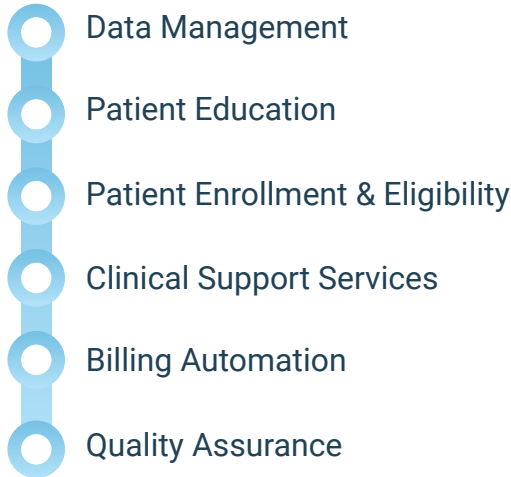 Data Management
Patient Education
Patient Enrollment & Eligibility
Clinical Support Services
Billing Automation
Quality Assurance